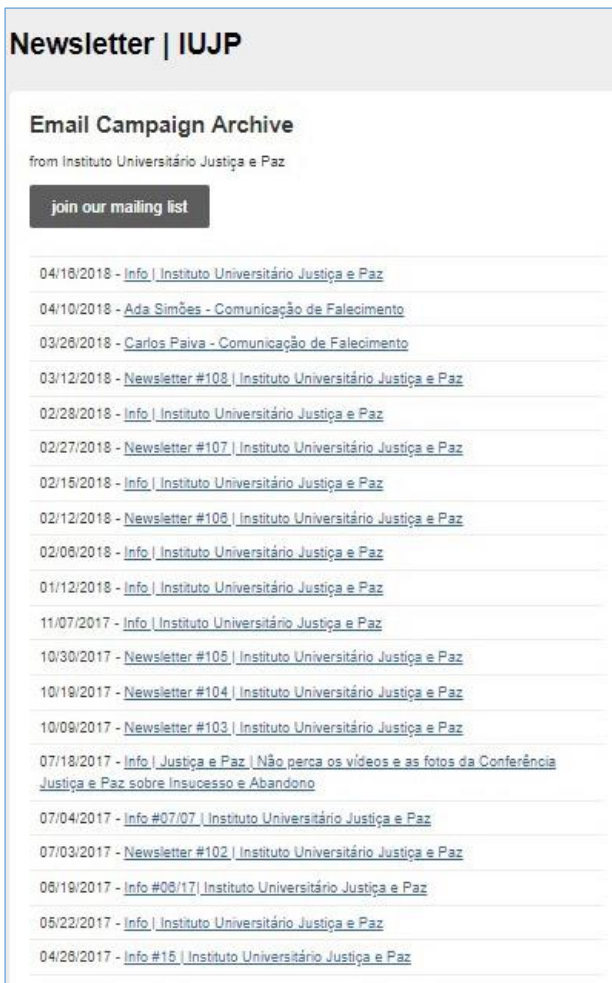 Newsletter | IUJP
Email Campaign Archive
from Instituto Universitário Justiça e Paz
join our mailing list
04/16/2018 - Info | Instituto Universitário Justiça e Paz
04/10/2018 - Ada Simões - Comunicação de Falecimento
03/26/2018 - Carlos Paiva - Comunicação de Falecimento
03/12/2018 - Newsletter #108 | Instituto Universitário Justiça e Paz
02/28/2018 - Info | Instituto Universitário Justiça e Paz
02/27/2018 - Newsletter #107 | Instituto Universitário Justiça e Paz
02/15/2018 - Info | Instituto Universitário Justiça e Paz
02/12/2018 - Newsletter #106 | Instituto Universitário Justiça e Paz
02/06/2018 - Info | Instituto Universitário Justiça e Paz
01/12/2018 - Info | Instituto Universitário Justiça e Paz
11/07/2017 - Info | Instituto Universitário Justiça e Paz
10/30/2017 - Newsletter #105 | Instituto Universitário Justiça e Paz
10/19/2017 - Newsletter #104 | Instituto Universitário Justiça e Paz
10/09/2017 - Newsletter #103 | Instituto Universitário Justiça e Paz
07/18/2017 - Info | Justiça e Paz | Não perca os vídeos e as fotos da Conferência
Justiça e Paz sobre Insucesso e Abandono
07/04/2017 - Info #07/07 | Instituto Universitário Justiça e Paz
07/03/2017 - Newsletter #102 | Instituto Universitário Justiça e Paz
06/19/2017 - Info #06/17| Instituto Universitário Justiça e Paz
05/22/2017 - Info | Instituto Universitário Justiça e Paz
04/26/2017 - Info #15 | Instituto Universitário Justiça e Paz